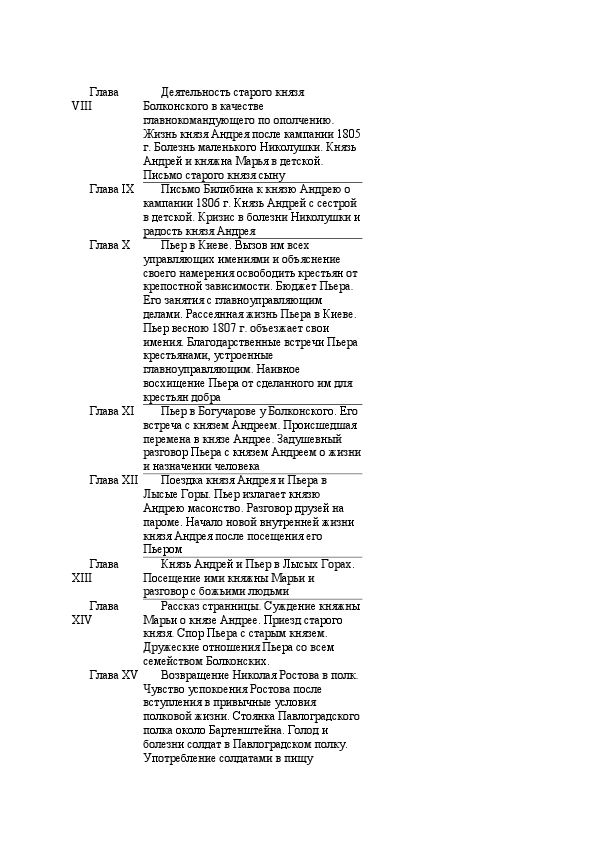 Глава Деятельность старого князя
VIII Болконского в качестве
главнокомандующего по ополчению.
Жизнь князя Андрея после кампании 1805
г. Болезнь маленького Николушки. Князь
Андрей и княжна Марья в детской.
Письмо старого князя сыну
Глава IX Письмо Билибина к князю Андрею о
кампании 1806 г. Князь Андрей с сестрой
в детской. Кризис в болезни Николушки и
радость князя Андрея
Глава X Пьер в Киеве. Вызов им всех
управляющих имениями и объяснение
своего намерения освободить крестьян от
крепостной зависимости. Бюджет Пьера.
Его занятия с главноуправляющим
делами. Рассеянная жизнь Пьера в Киеве.
Пьер весною 1807 г. объезжает свои
имения. Благодарственные встречи Пьера
крестьянами, устроенные
главноуправляющим. Наивное
восхищение Пьера от сделанного им для
крестьян добра
Глава XI Пьер в Богучарове у Болконского. Его
встреча с князем Андреем. Происшедшая
перемена в князе Андрее. Задушевный
разговор Пьера с князем Андреем о жизни
и назначении человека
Глава XII Поездка князя Андрея и Пьера в
Лысые Горы. Пьер излагает князю
Андрею масонство. Разговор друзей на
пароме. Начало новой внутренней жизни
князя Андрея после посещения его
Пьером
Глава Князь Андрей и Пьер в Лысых Горах.
XIII Посещение ими княжны Марьи и
разговор с божьими людьми
Глава Рассказ странницы. Суждение княжны
XIV Марьи о князе Андрее. Приезд старого
князя. Спор Пьера с старым князем.
Дружеские отношения Пьера со всем
семейством Болконских.
Глава XV Возвращение Николая Ростова в полк.
Чувство успокоения Ростова после
вступления в привычные условия
полковой жизни. Стоянка Павлоградского
полка около Бартенштейна. Голод и
болезни солдат в Павлоградском полку.
Употребление солдатами в пищу